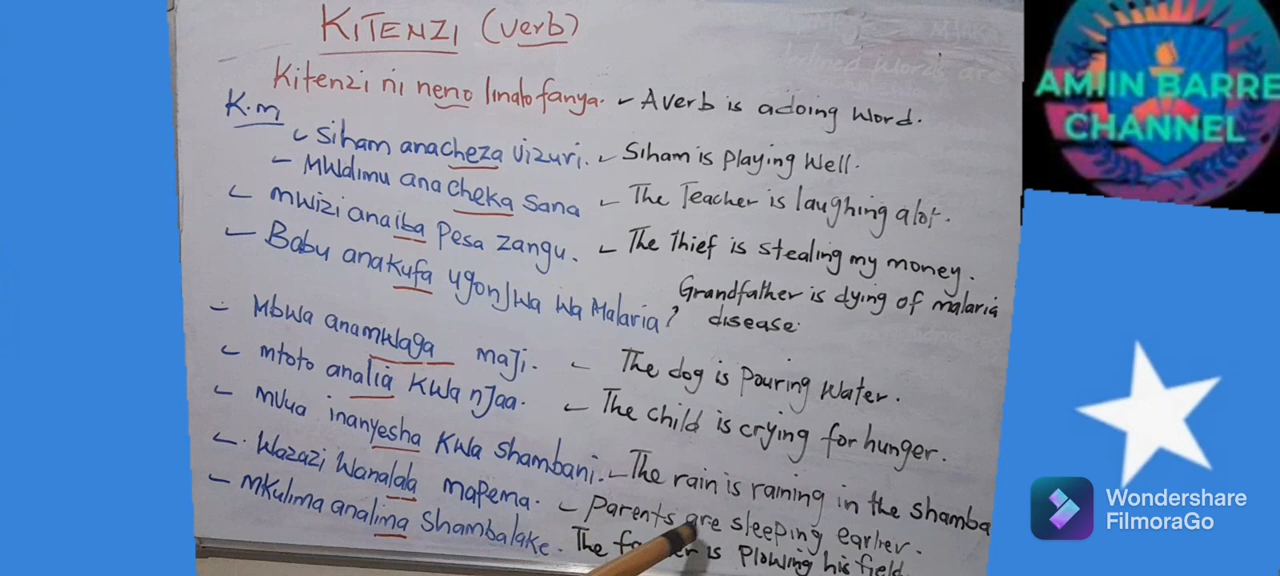 KITENZI (verb)
Kitenzi ni neno linalofanya. A verb is a doing word.
K.m
Siham anacheza vizuri. Siham is playing well.
- Mwalimu anacheka sana The Teacher is laughing alot.
mwizi anaiba pesa zangu. The Thief is stealing my money.
- Babu anakufa ugonjwa wa Malaria? Grandfather is dying of malaria
disease.
- Mbwa anamwaga maji. The dog is pouring water.
mtoto analia kwa njaa. The child is crying for hunger.
mvua inanyesha kwa shambani. The rain is raining in the shamba
Wazazi wanalala mapema. Parents are sleeping earlier.
- Mkulima analima shambalake. The is plowing his field
AMIIN BARRE
CHANNEL
Wondershare
FilmoraGo